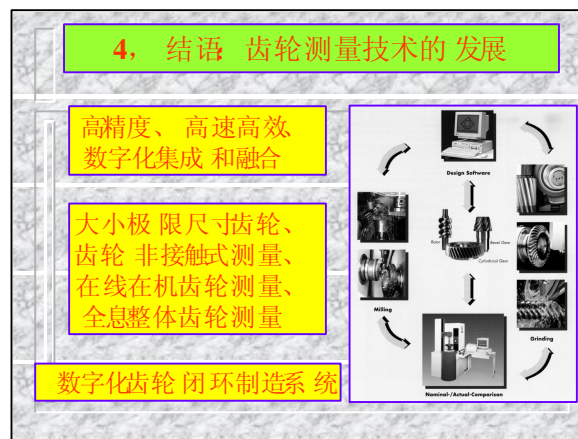 4， 结语：齿轮测量技术的 发展
高精度、 高速高效、
数字化集成 和融合
大小极 限尺寸齿轮、
齿轮 非接触式测量、
在线在机齿轮测量、
全息整体齿轮测量
数字化齿轮 闭环制造系 统
Design Software
Rotor
Bevel Gear
Cylindrical Gear
Milling
Grinding
Nominal-/Actual-Comparison